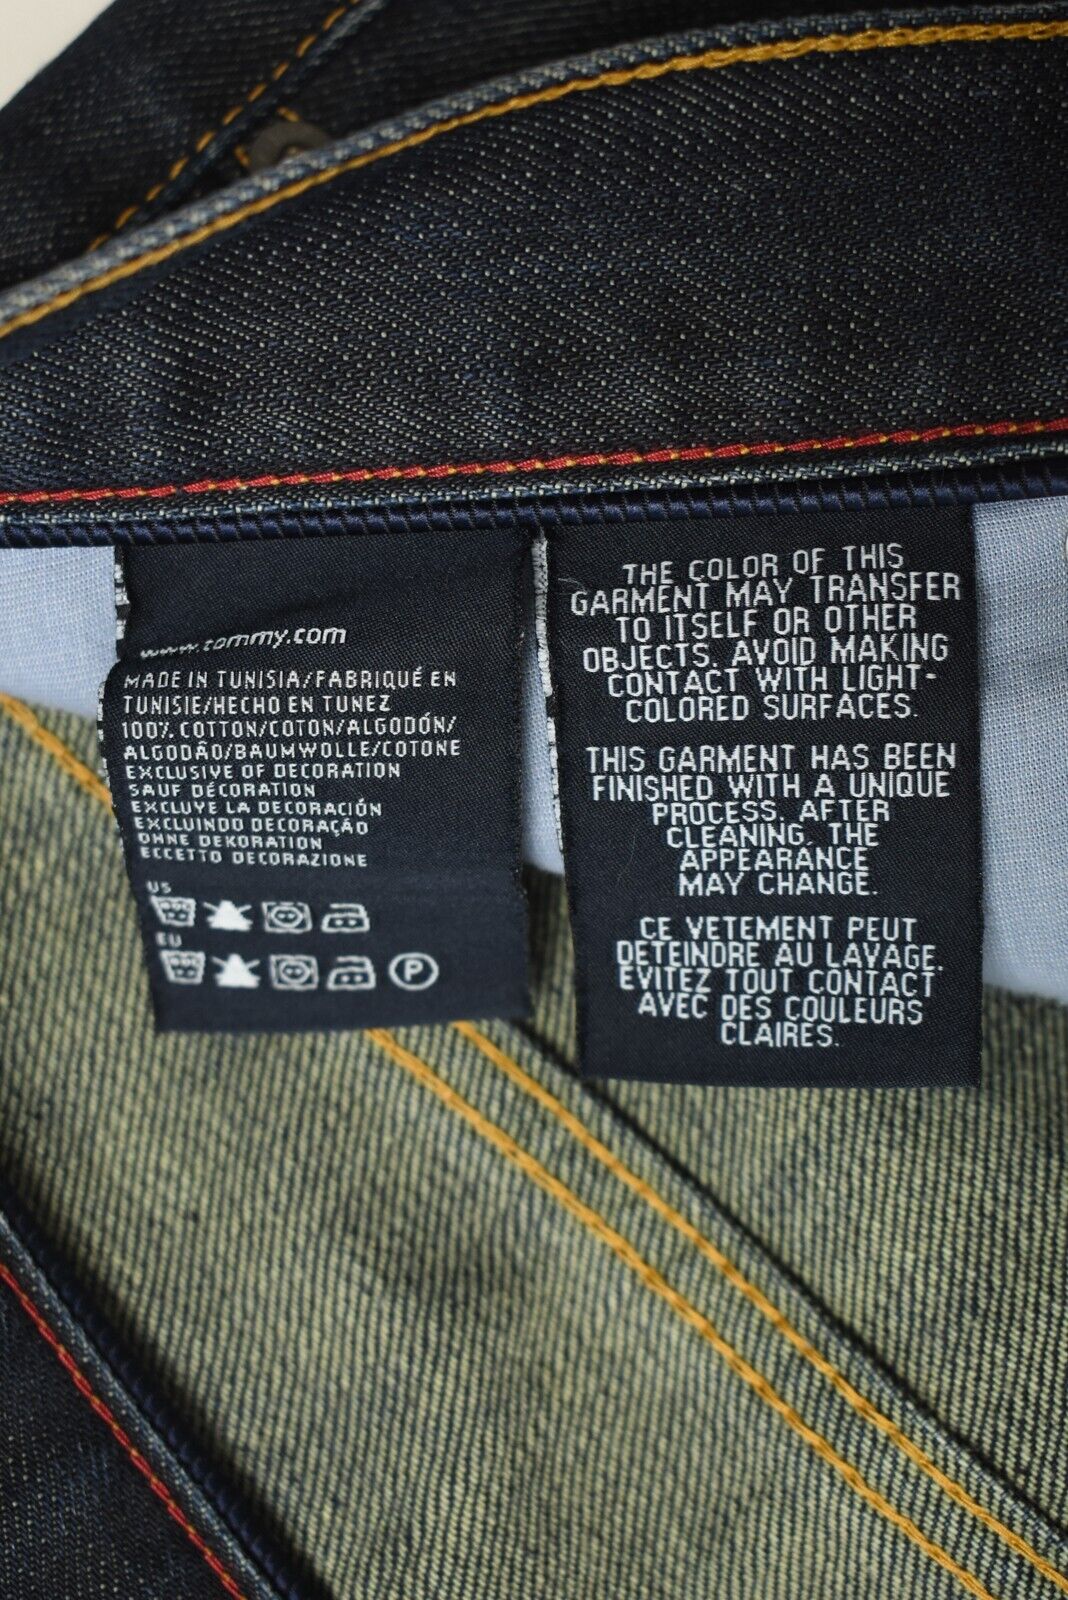 www.tommy.com
MADE IN TUNISIA/FABRIQUÉ EN
TUNISIE/HECHO EN TUNEZ
100% COTTON/COTON/ALGODÓN/
ALGODÃO/BAUMWOLLE/COTONE
EXCLUSIVE OF DECORATION
SAUF DÉCORATION
EXCLUYE LA DECORACIÓN
EXCLUINDO DECORAÇÃO
OHNE DEKORATION
ECCETTO DECORAZIONE
US
EU
P
THE COLOR OF THIS
GARMENT MAY TRANSFER
TO ITSELF OR OTHER
OBJECTS. AVOID MAKING
CONTACT WITH LIGHT-
COLORED SURFACES.
THIS GARMENT HAS BEEN
FINISHED WITH A UNIQUE
PROCESS. AFTER
CLEANING, THE
APPEARANCE
MAY CHANGE.
CE VETEMENT PEUT
DETEINDRE AU LAVAGE.
EVITEZ TOUT CONTACT
AVEC DES COULEURS
CLAIRES.